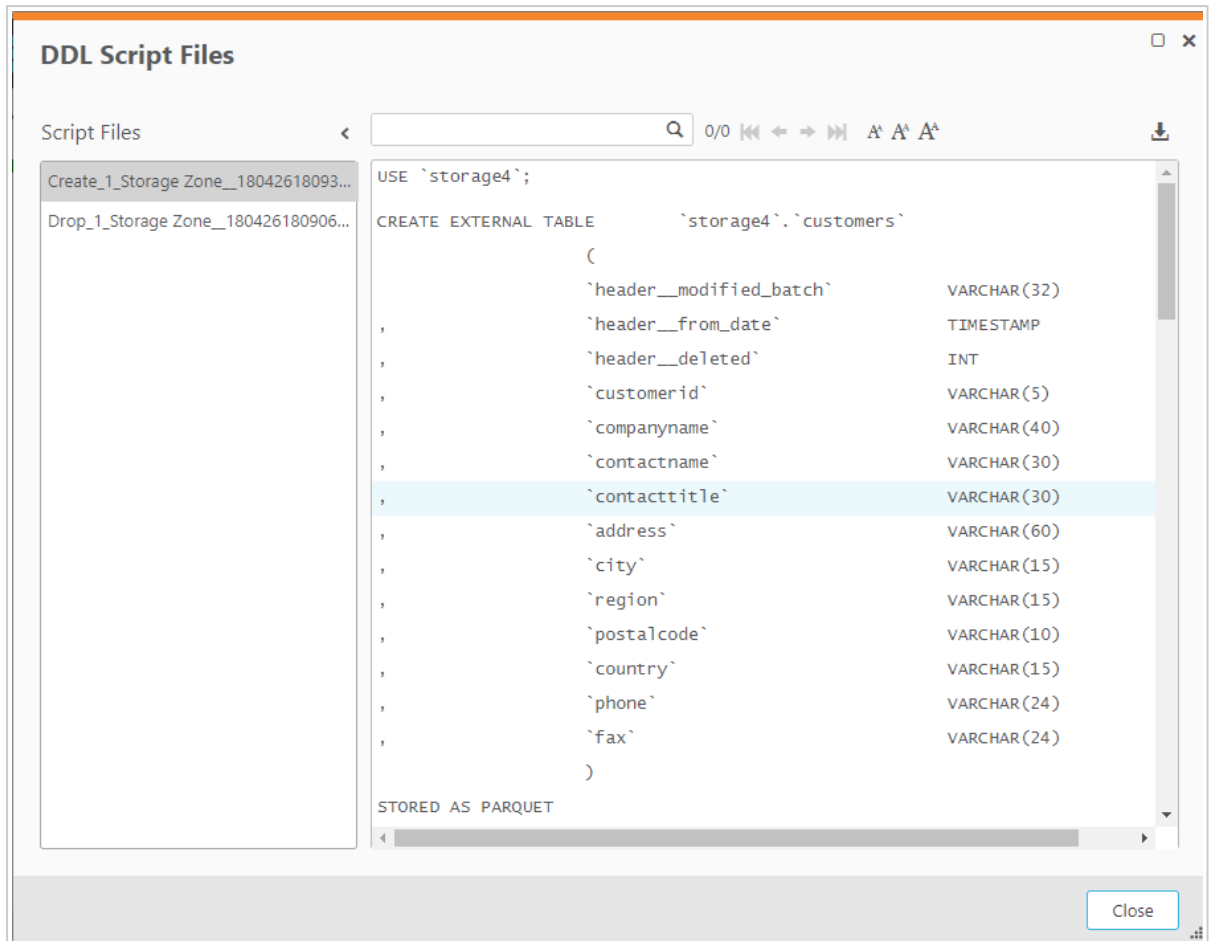 DDL Script Files
Script Files
0/0 A^A A^A A^A
Create_1_Storage Zone__18042618093...
Drop_1_Storage Zone__180426180906...
USE `storage4`;
CREATE EXTERNAL TABLE `storage4`.`customers`
(
`header__modified_batch` VARCHAR(32)
, `header__from_date` TIMESTAMP
, `header__deleted` INT
, `customerid` VARCHAR(5)
, `companyname` VARCHAR(40)
, `contactname` VARCHAR(30)
, `contacttitle` VARCHAR(30)
, `address` VARCHAR(60)
, `city` VARCHAR(15)
, `region` VARCHAR(15)
, `postalcode` VARCHAR(10)
, `country` VARCHAR(15)
, `phone` VARCHAR(24)
, `fax` VARCHAR(24)
)
STORED AS PARQUET
Close